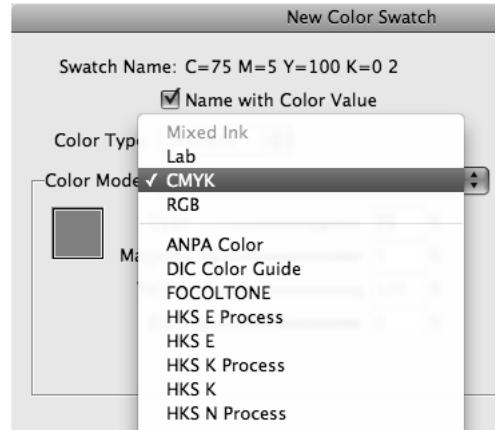 New Color Swatch
Swatch Name: C=75 M=5 Y=100 K=0 2
Name with Color Value
Color Typ
Mixed Ink
Lab
Color Mode ✓ CMYK
RGB
ANPA Color
Ma
DIC Color Guide
FOCOLTONE
HKS E Process
HKS E
HKS K Process
HKS K
HKS N Process